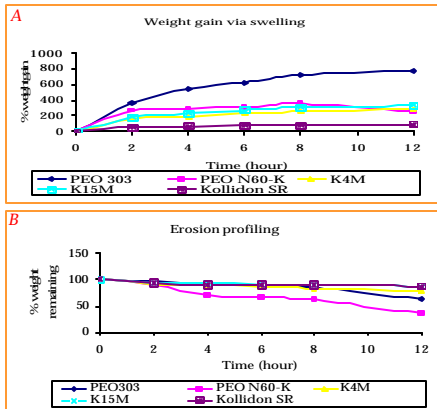 A
Weight gain via swelling
% weight gain
1000
800
600
400
200
0
0 2 4 6 8 10 12
Time (hour)
PEO 303 PEO N60-K K4M
K15M Kollidon SR
B
Erosion profiling
% weight
remaining
150
100
50
0
0 2 4 6 8 10 12
Time (hour)
PEO303 PEO N60-K K4M
K15M Kollidon SR